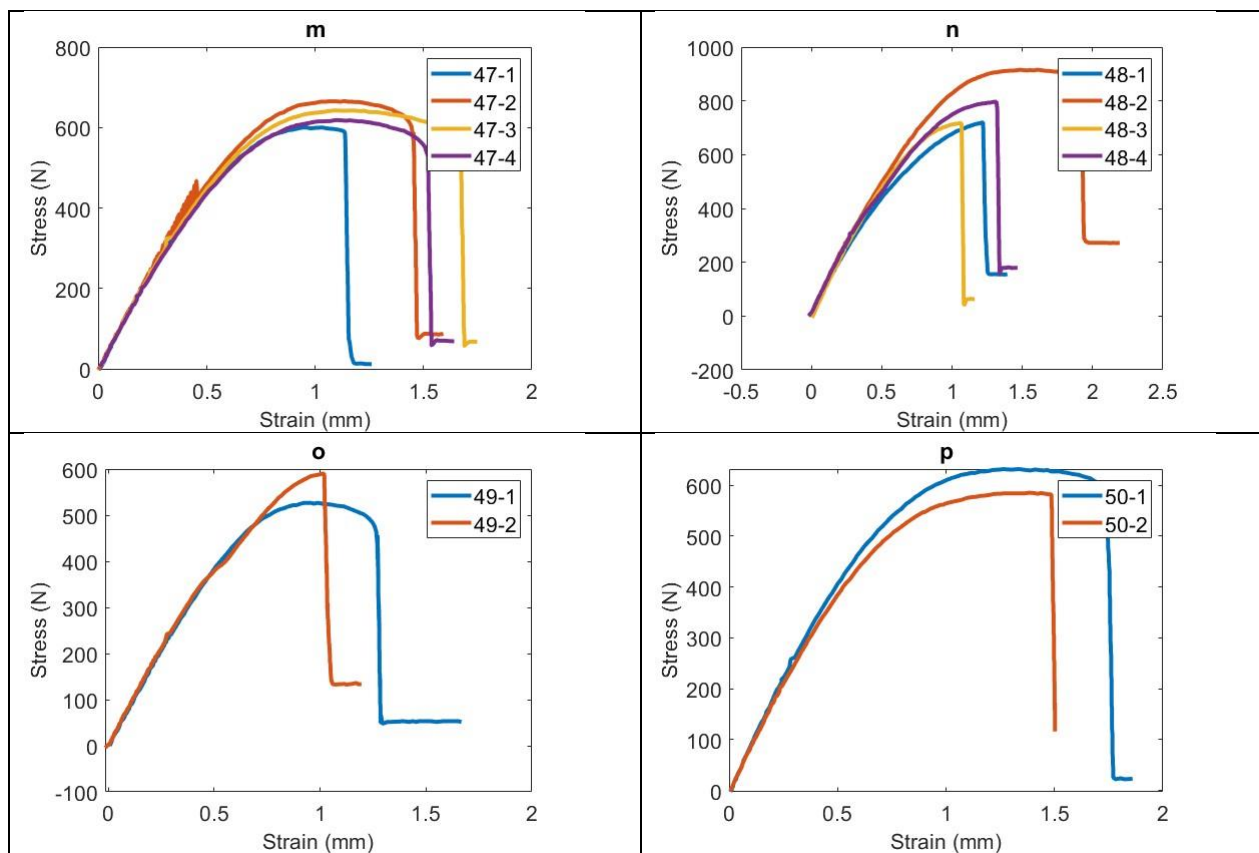 m
800
600
400
200
0
Stress (N)
47-1
47-2
47-3
47-4
0 0.5 1 1.5 2
Strain (mm)
n
1000
800
600
400
200
0
-200
Stress (N)
48-1
48-2
48-3
48-4
-0.5 0 0.5 1 1.5 2 2.5
Strain (mm)
o
600
500
400
300
200
100
0
-100
Stress (N)
49-1
49-2
0 0.5 1 1.5 2
Strain (mm)
p
600
500
400
300
200
100
0
Stress (N)
50-1
50-2
0 0.5 1 1.5 2
Strain (mm)